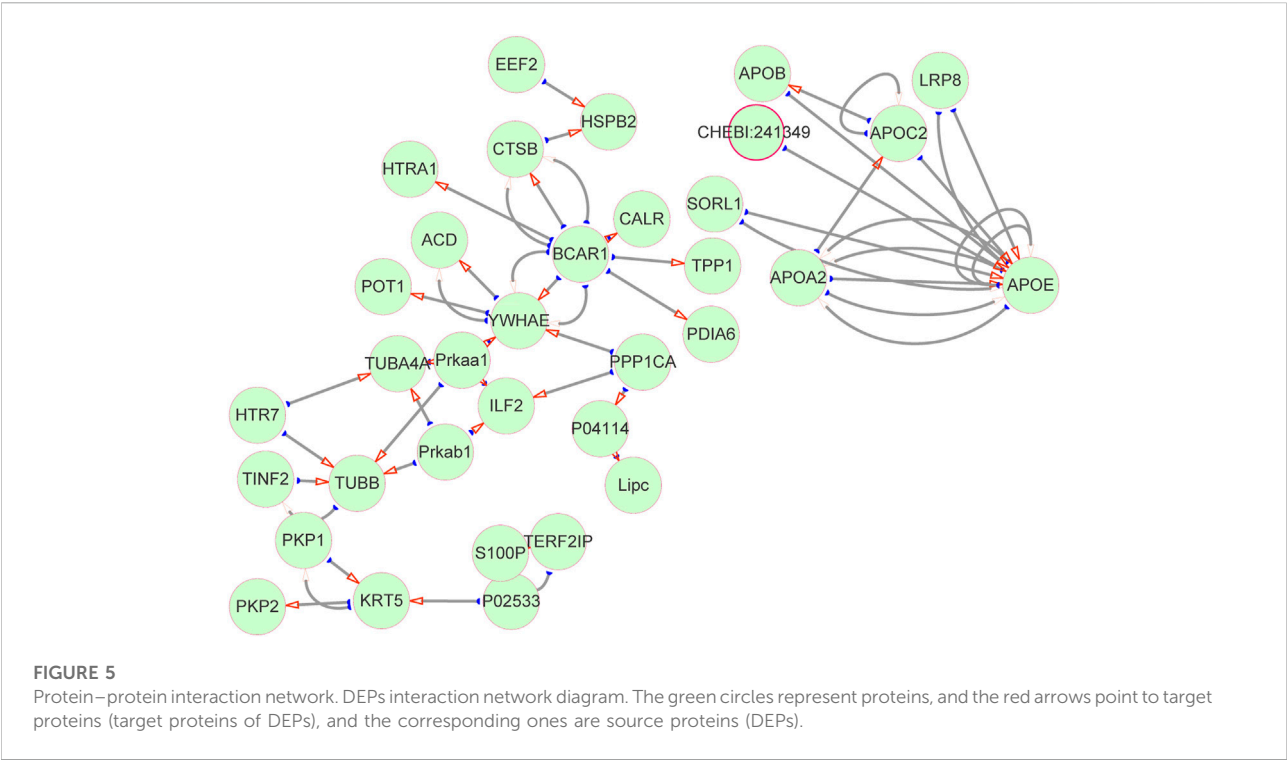 EEF2
APOB
LRP8
HSPB2
CHEBI:241349
APOC2
CTSB
HTRA1
SORL1
CALR
ACD
BCAR1
TPP1
APOA2
APOE
POT1
YWHAE
PDIA6
TUBA4A
Prkaa1
PPP1CA
ILF2
HTR7
P04114
Prkab1
TINF2
TUBB
Lipc
PKP1
S100P
TERF2IP
PKP2
KRT5
P02533
FIGURE 5
Protein–protein interaction network. DEPs interaction network diagram. The green circles represent proteins, and the red arrows point to target
proteins (target proteins of DEPs), and the corresponding ones are source proteins (DEPs).